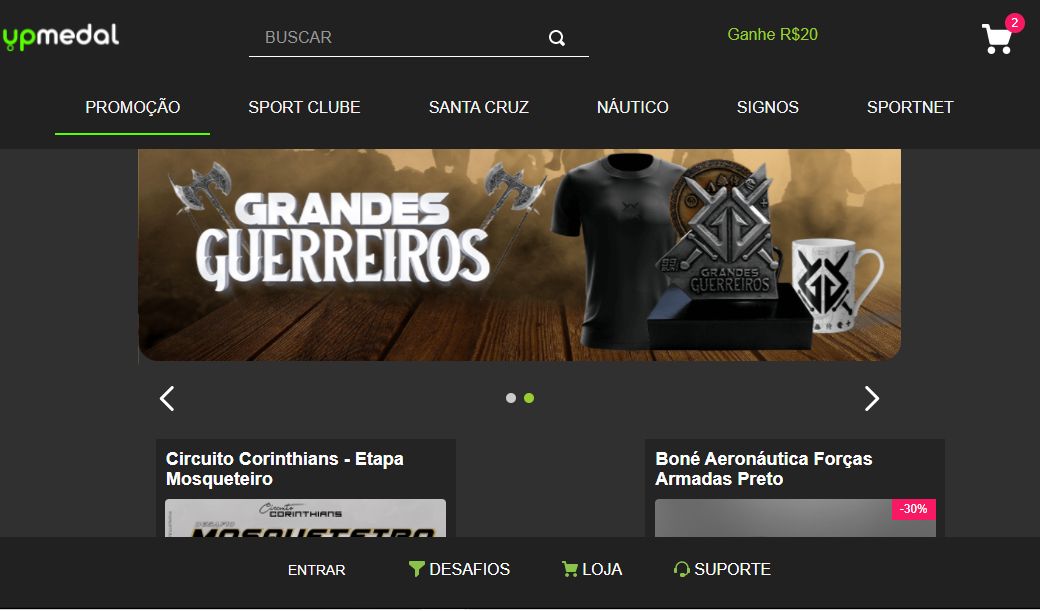 upmedal
BUSCAR
Ganhe R$20
2
PROMOÇÃO
SPORT CLUBE
SANTA CRUZ
NÁUTICO
SIGNOS
SPORTNET
GRANDES
GUERREIROS
GRANDES
GUERREIROS
Circuito Corinthians - Etapa
Mosqueteiro
Circuito
CORINTHIANS
DESAFIO
MOSQUETEIRO
Boné Aeronáutica Forças
Armadas Preto
-30%
ENTRAR
DESAFIOS
LOJA
SUPORTE